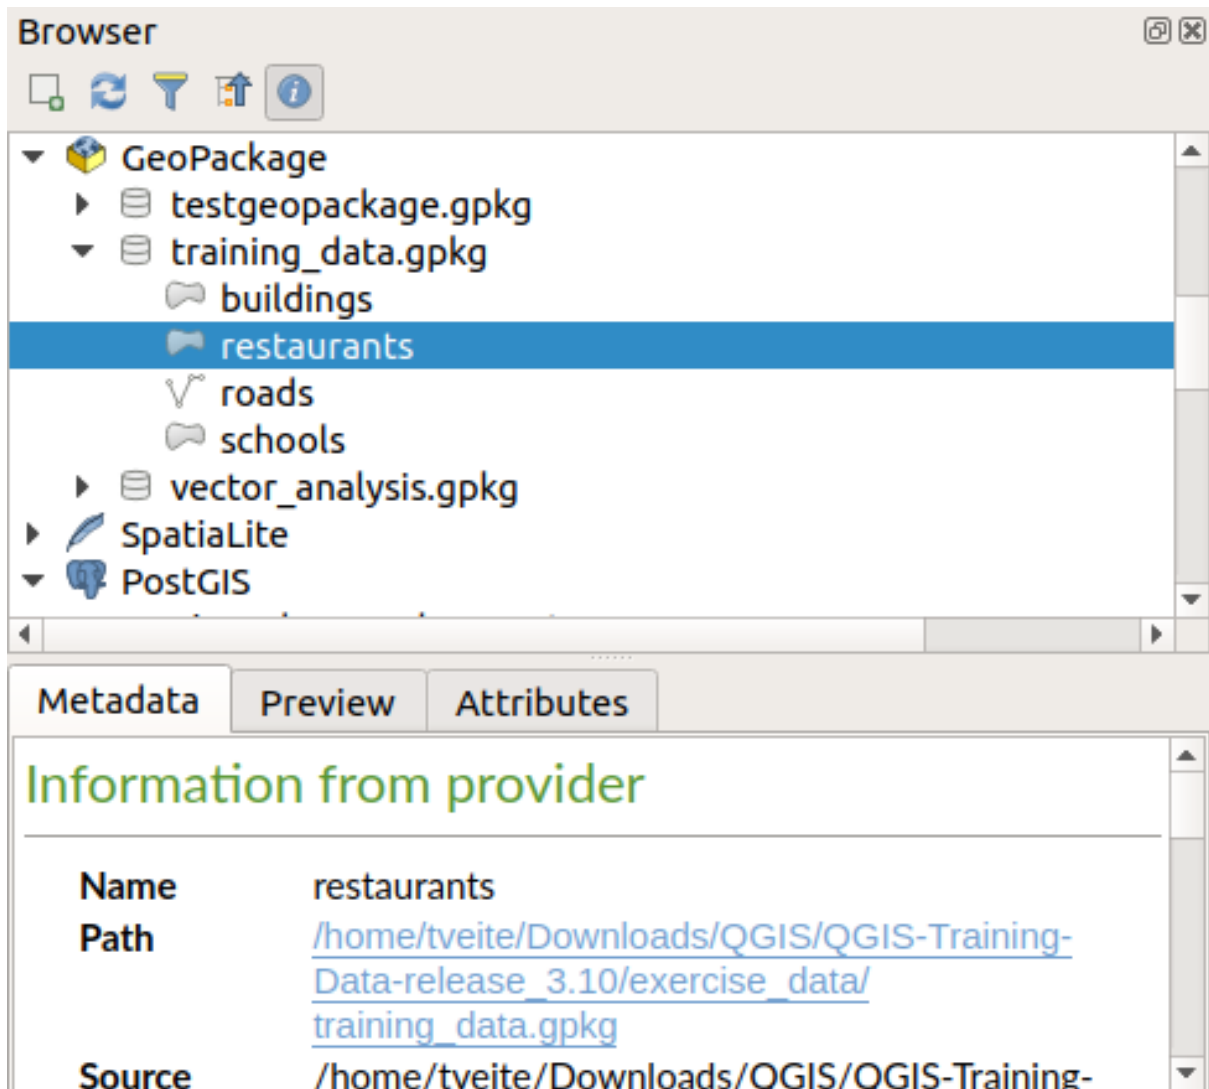 Browser
GeoPackage
testgeopackage.gpkg
training_data.gpkg
buildings
restaurants
roads
schools
vector_analysis.gpkg
SpatiaLite
PostGIS
Metadata Preview Attributes
Information from provider
Name restaurants
Path /home/tveite/Downloads/QGIS/QGIS-Training-
Data-release_3.10/exercise_data/
training_data.gpkg
Source /home/tveite/Downloads/QGIS/QGIS-Training-